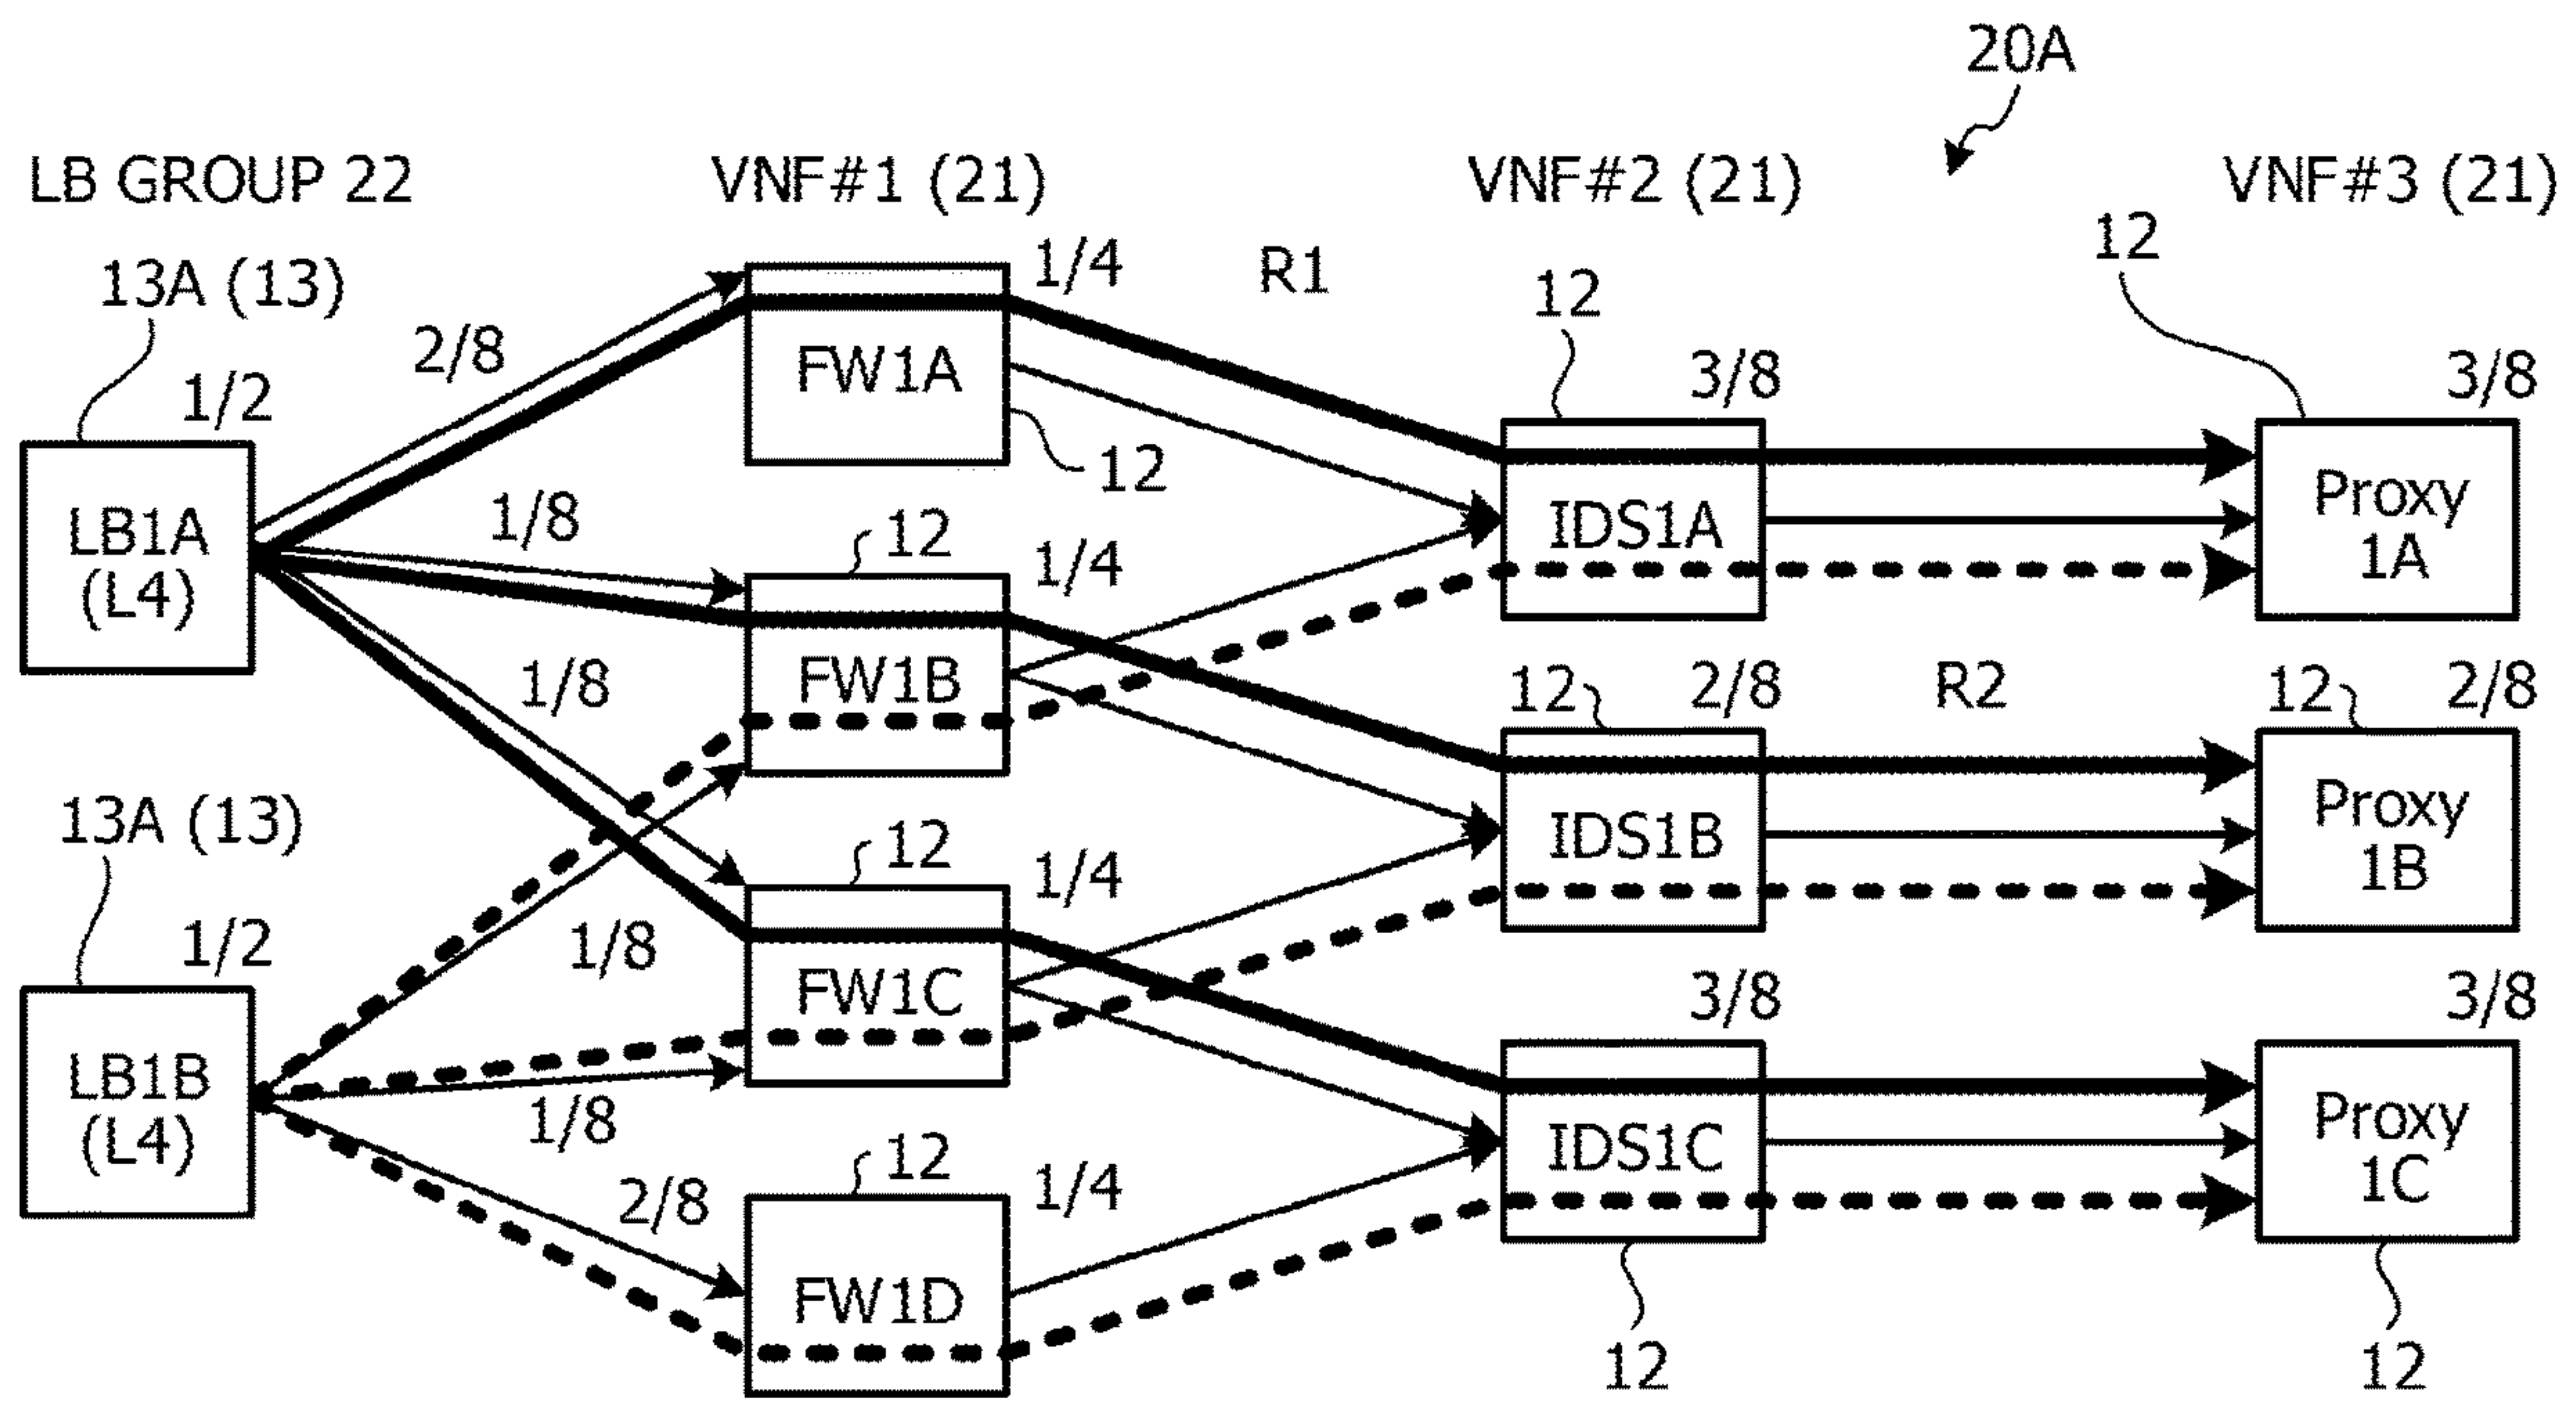 20A
LB GROUP 22
VNF#1 (21)
VNF#2 (21)
VNF#3 (21)
13A (13)
1/2
LB1A
(L4)
13A (13)
1/2
LB1B
(L4)
2/8
1/8
1/8
1/8
1/8
2/8
FW1A
1/4
12
12
FW1B
1/4
12
FW1C
1/4
12
FW1D
1/4
R1
12
3/8
IDS1A
12
2/8
IDS1B
R2
3/8
IDS1C
12
12
3/8
Proxy
1A
12
2/8
Proxy
1B
3/8
Proxy
1C
12